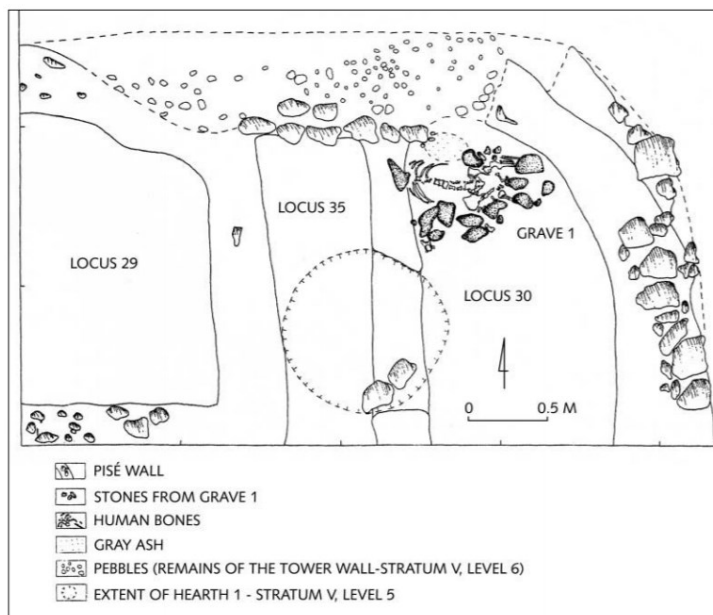 LOCUS 35
GRAVE 1
LOCUS 29
LOCUS 30
0 0.5 M
PISÉ WALL
STONES FROM GRAVE 1
HUMAN BONES
GRAY ASH
PEBBLES (REMAINS OF THE TOWER WALL-STRATUM V, LEVEL 6)
EXTENT OF HEARTH 1 - STRATUM V, LEVEL 5